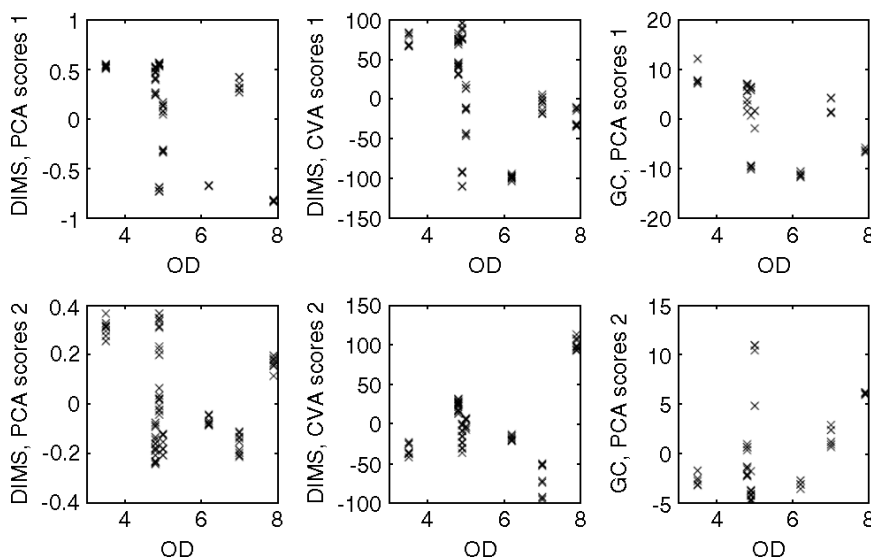 DIMS, PCA scores 1
1
0.5
0
-0.5
-1
4 6 8
OD
DIMS, CVA scores 1
100
50
0
-50
-100
-150
4 6 8
OD
GC, PCA scores 1
20
10
0
-10
-20
4 6 8
OD
DIMS, PCA scores 2
0.4
0.2
0
-0.2
-0.4
4 6 8
OD
DIMS, CVA scores 2
150
100
50
0
-50
-100
4 6 8
OD
GC, PCA scores 2
15
10
5
0
-5
4 6 8
OD